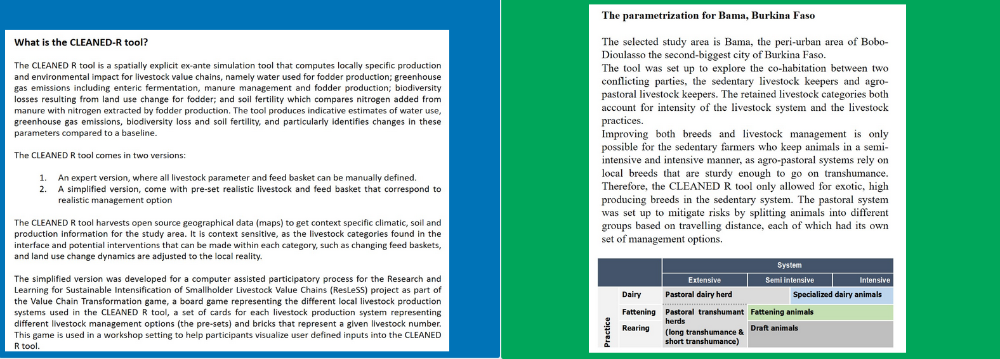 What is the CLEANED-R tool?
The CLEANED R tool is a spatially explicit ex-ante simulation tool that computes locally specific production
and environmental impact for livestock value chains, namely water used for fodder production; greenhouse
gas emissions including enteric fermentation, manure management and fodder production; biodiversity
losses resulting from land use change for fodder; and soil fertility which compares nitrogen added from
manure with nitrogen extracted by fodder production. The tool produces indicative estimates of water use,
greenhouse gas emissions, biodiversity loss and soil fertility, and particularly identifies changes in these
parameters compared to a baseline.
The CLEANED R tool comes in two versions:
1. An expert version, where all livestock parameter and feed basket can be manually defined.
2. A simplified version, come with pre-set realistic livestock and feed basket that correspond to
realistic management option
The CLEANED R tool harvests open source geographical data (maps) to get context specific climatic, soil and
production information for the study area. It is context sensitive, as the livestock categories found in the
interface and potential interventions that can be made within each category, such as changing feed baskets,
and land use change dynamics are adjusted to the local reality.
The simplified version was developed for a computer assisted participatory process for the Research and
Learning for Sustainable Intensification of Smallholder Livestock Value Chains (ResLeSS) project as part of
the Value Chain Transformation game, a board game representing the different local livestock production
systems used in the CLEANED R tool, a set of cards for each livestock production system representing
different livestock management options (the pre-sets) and bricks that represent a given livestock number.
This game is used in a workshop setting to help participants visualize user defined inputs into the CLEANED
R tool.
The parametrization for Bama, Burkina Faso
The selected study area is Bama, the peri-urban area of Bobo-
Dioulasso the second-biggest city of Burkina Faso.
The tool was set up to explore the co-habitation between two
conflicting parties, the sedentary livestock keepers and agro-
pastoral livestock keepers. The retained livestock categories both
account for intensity of the livestock system and the livestock
practices.
Improving both breeds and livestock management is only
possible for the sedentary farmers who keep animals in a semi-
intensive and intensive manner, as agro-pastoral systems rely on
local breeds that are sturdy enough to go on transhumance.
Therefore, the CLEANED R tool only allowed for exotic, high
producing breeds in the sedentary system. The pastoral system
was set up to mitigate risks by splitting animals into different
groups based on travelling distance, each of which had its own
set of management options.
System
Extensive Semi intensive Intensive
Practice
Dairy Pastoral dairy herd Specialized dairy animals
Fattening Pastoral transhumant Fattening animals
herds
Rearing Draft animals
(long transhumance &
short transhumance)